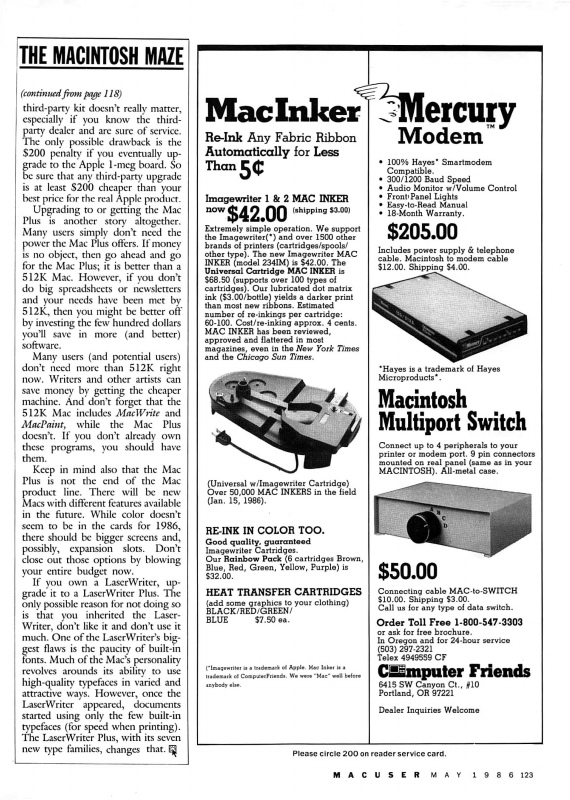 THE MACINTOSH MAZE
(continued from page 118)
third-party kit doesn't really matter,
especially if you know the third-
party dealer and are sure of service.
The only possible drawback is the
$200 penalty if you eventually up-
grade to the Apple 1-meg board. So
be sure that any third-party upgrade
is at least $200 cheaper than your
best price for the real Apple product.
Upgrading to or getting the Mac
Plus is another story altogether.
Many users simply don't need the
power the Mac Plus offers. If money
is no object, then go ahead and go
for the Mac Plus; it is better than a
512K Mac. However, if you don't
do big spreadsheets or newsletters
and your needs have been met by
512K, then you might be better off
by investing the few hundred dollars
you'll save in more (and better)
software.
Many users (and potential users)
don't need more than 512K right
now. Writers and other artists can
save money by getting the cheaper
machine. And don't forget that the
512K Mac includes MacWrite and
MacPaint, while the Mac Plus
doesn't. If you don't already own
these programs, you should have
them.
Keep in mind also that the Mac
Plus is not the end of the Mac
product line. There will be new
Macs with different features available
in the future. While color doesn't
seem to be in the cards for 1986,
there should be bigger screens and,
possibly, expansion slots. Don't
close out those options by blowing
your entire budget now.
If you own a LaserWriter, up-
grade it to a LaserWriter Plus. The
only possible reason for not doing so
is that you inherited the Laser-
Writer, don't like it and don't use it
much. One of the LaserWriter's big-
gest flaws is the paucity of built-in
fonts. Much of the Mac's personality
revolves around its ability to use
high-quality typefaces in varied and
attractive ways. However, once the
LaserWriter appeared, documents
started using only the few built-in
typefaces (for speed when printing).
The LaserWriter Plus, with its seven
new type families, changes that.
MacInker
Re-Ink Any Fabric Ribbon
Automatically for Less
Than 5¢
Imagewriter 1 & 2 MAC INKER
now $42.00 (shipping $3.00)
Extremely simple operation. We support
the Imagewriter(*) and over 1500 other
brands of printers (cartridges/spools/
other type). The new Imagewriter MAC
INKER (model 234IM) is $42.00. The
Universal Cartridge MAC INKER is
$68.50 (supports over 100 types of
cartridges). Our lubricated dot matrix
ink ($3.00/bottle) yields a darker print
than most new ribbons. Estimated
number of re-inkings per cartridge:
60-100. Cost/re-inking approx. 4 cents.
MAC INKER has been reviewed,
approved and flattered in most
magazines, even in the New York Times
and the Chicago Sun Times.
(Universal w/Imagewriter Cartridge)
Over 50,000 MAC INKERS in the field
(Jan. 15, 1986).
RE-INK IN COLOR TOO.
Good quality, guaranteed
Imagewriter Cartridges.
Our Rainbow Pack (6 cartridges Brown,
Blue, Red, Green, Yellow, Purple) is
$32.00.
HEAT TRANSFER CARTRIDGES
(add some graphics to your clothing)
BLACK/RED/GREEN/
BLUE $7.50 ea.
(*Imagewriter is a trademark of Apple. Mac Inker is a
trademark of ComputerFriends. We were "Mac" well before
anybody else.
Mercury
Modem™
• 100% Hayes* Smartmodem
Compatible.
• 300/1200 Baud Speed
• Audio Monitor w/Volume Control
• Front Panel Lights
• Easy-to-Read Manual
• 18-Month Warranty.
$205.00
Includes power supply & telephone
cable. Macintosh to modem cable
$12.00. Shipping $4.00.
*Hayes is a trademark of Hayes
Microproducts*.
Macintosh
Multiport Switch
Connect up to 4 peripherals to your
printer or modem port. 9 pin connectors
mounted on real panel (same as in your
MACINTOSH). All-metal case.
A B C
D
$50.00
Connecting cable MAC-to-SWITCH
$10.00. Shipping $3.00.
Call us for any type of data switch.
Order Toll Free 1-800-547-3303
or ask for free brochure.
In Oregon and for 24-hour service
(503) 297-2321
Telex 4949559 CF
Computer Friends
6415 SW Canyon Ct., #10
Portland, OR 97221
Dealer Inquiries Welcome
Please circle 200 on reader service card.
MACUSER MAY 1986 123